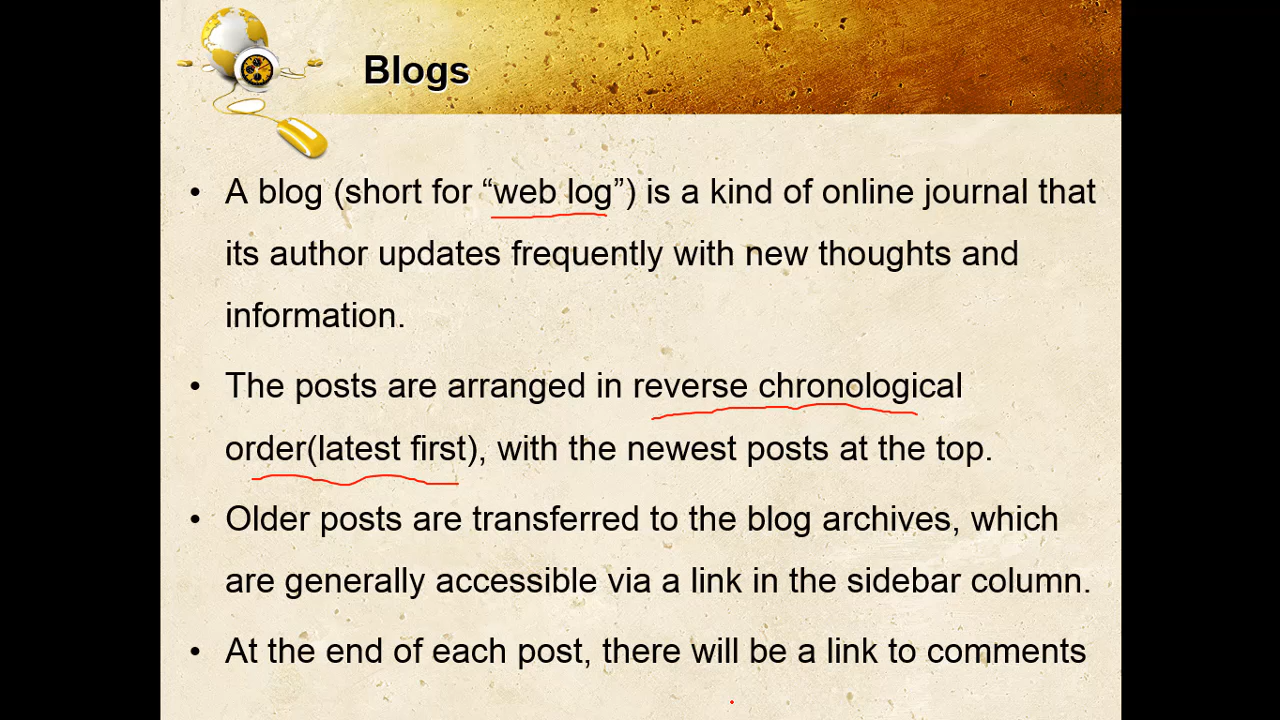 Blogs
• A blog (short for “web log”) is a kind of online journal that
its author updates frequently with new thoughts and
information.
• The posts are arranged in reverse chronological
order(latest first), with the newest posts at the top.
• Older posts are transferred to the blog archives, which
are generally accessible via a link in the sidebar column.
• At the end of each post, there will be a link to comments